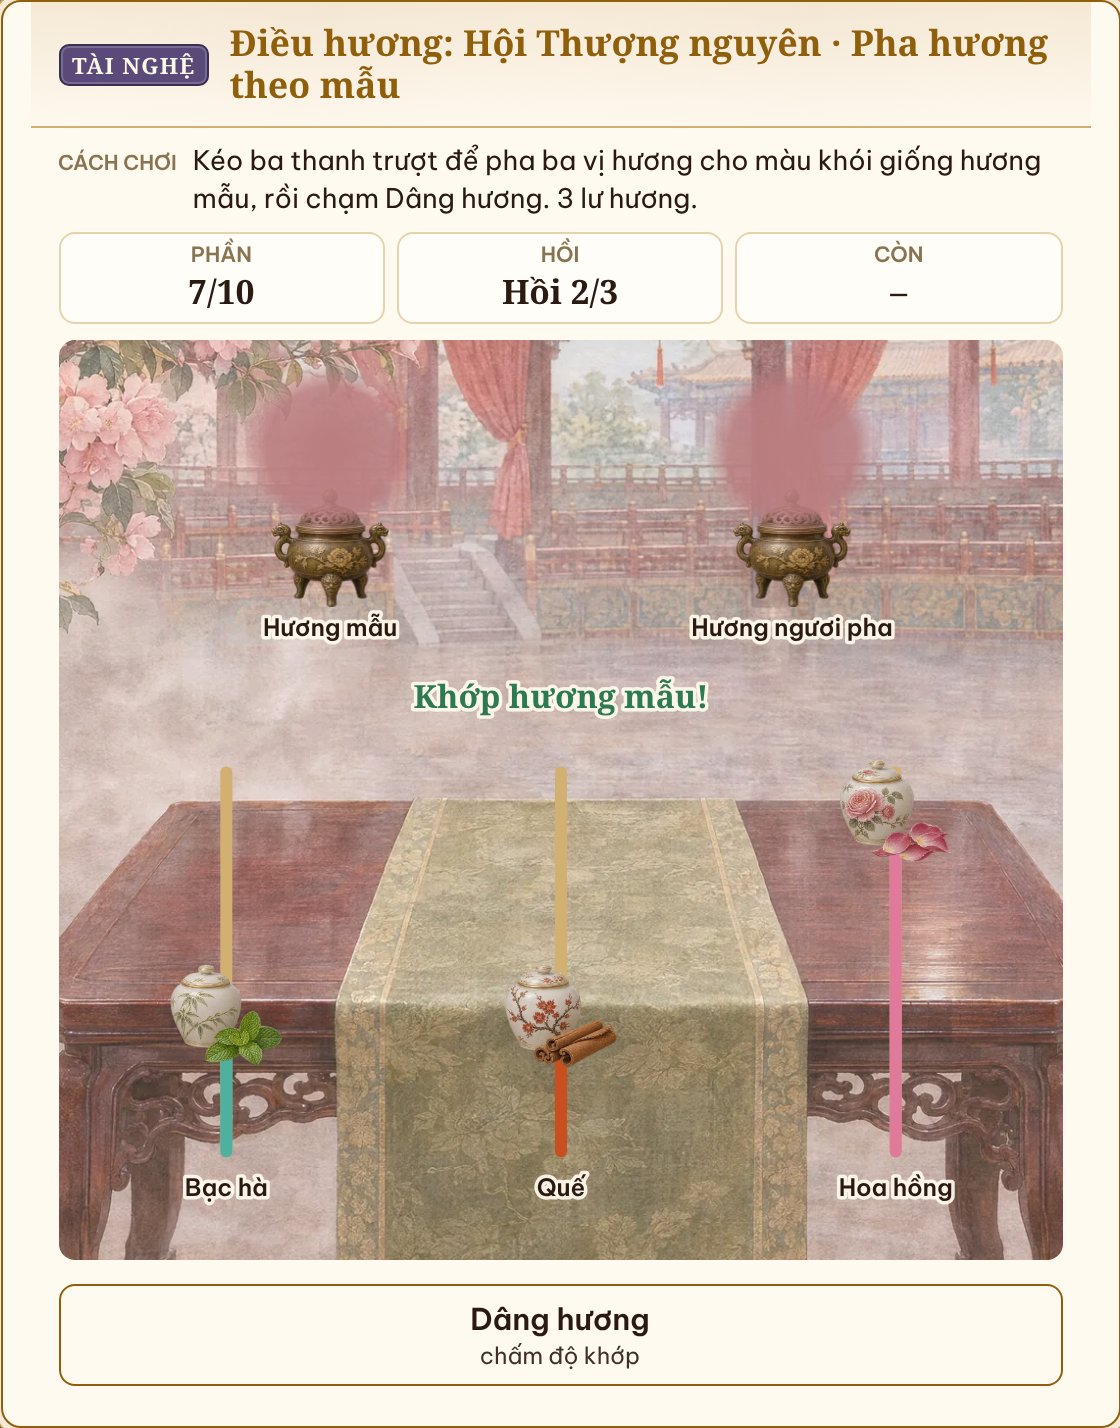 TÀI NGHỆ
Điều hương: Hội Thượng nguyên · Pha hương
theo mẫu
CÁCH CHƠI Kéo ba thanh trượt để pha ba vị hương cho màu khói giống hương
mẫu, rồi chạm Dâng hương. 3 lư hương.
PHẦN
7/10
HỒI
Hồi 2/3
CÒN
–
Hương mẫu
Hương ngươi pha
Khớp hương mẫu!
Bạc hà
Quế
Hoa hồng
Dâng hương
chấm độ khớp